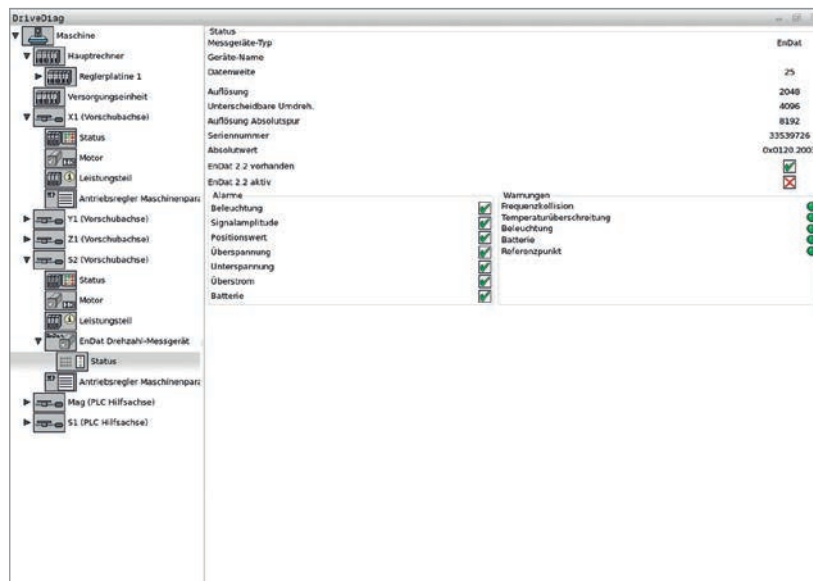 DriveDiag
Maschine
Hauptrechner
Reglerplatine 1
Versorgungseinheit
X1 (Vorschubachse)
Status
Motor
Leistungsteil
Antriebsregler Maschinenpara
Y1 (Vorschubachse)
Z1 (Vorschubachse)
S2 (Vorschubachse)
Status
Motor
Leistungsteil
EnDat Drehzahl-Messgerät
Status
Antriebsregler Maschinenpara
Mag (PLC Hilfsachse)
S1 (PLC Hilfsachse)
Status
Messgeräte-Typ EnDat
Geräte-Name
Datenweite 25
Auflösung 2048
Unterscheidbare Umdreh. 4096
Auflösung Absolutspur 8192
Seriennummer 33539726
Absolutwert 0x0120.200
EnDat 2.2 vorhanden
EnDat 2.2 aktiv
Alarme
Beleuchtung
Signalamplitude
Positionswert
Überspannung
Unterspannung
Überstrom
Batterie
Warnungen
Frequenzkollision
Temperaturüberschreitung
Beleuchtung
Batterie
Referenzpunkt